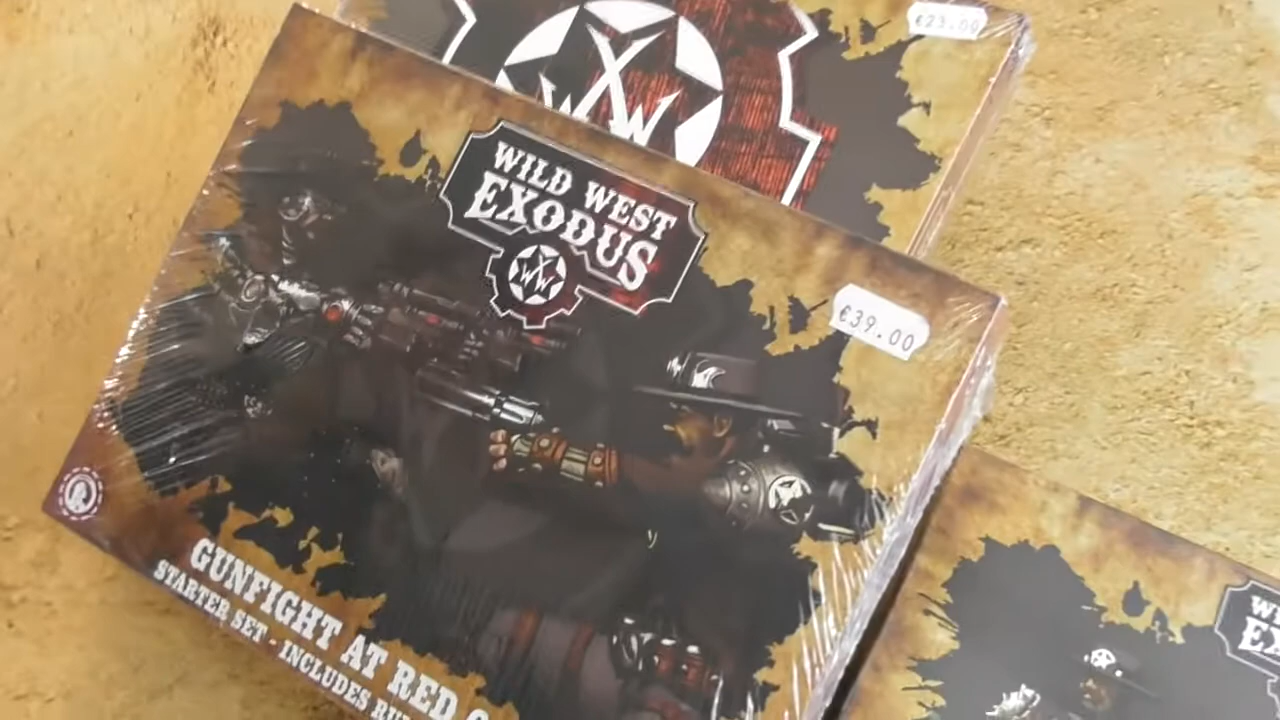 €23.00
WILD WEST
EXODUS
€39.00
GUNFIGHT AT RED
STARTER SET - INCLUDES